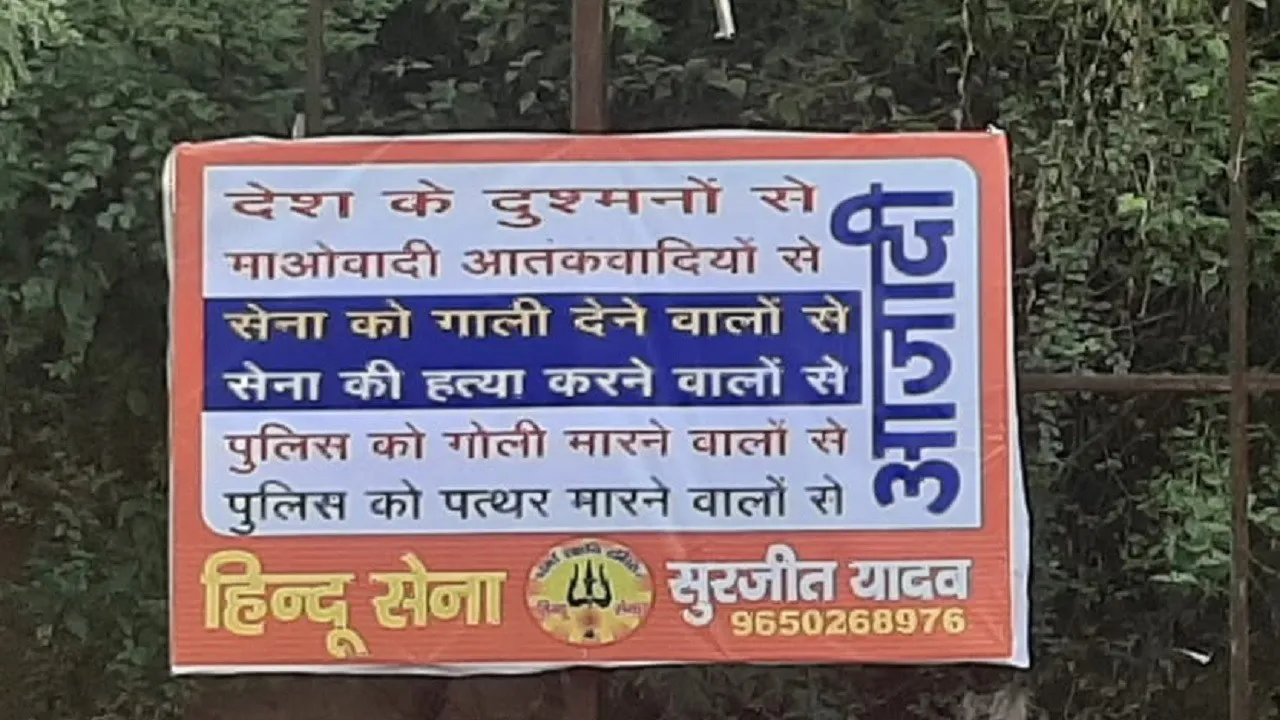 देश के दुश्मनों से
माओवादी आतंकवादियों से
सेना को गाली देने वालों से
सेना की हत्या करने वालों से
पुलिस को गोली मारने वालों से
पुलिस को पत्थर मारने वालों से
आजादी
हिन्दू सेना
हिन्दू सेना
सुरजीत यादव
9650268976